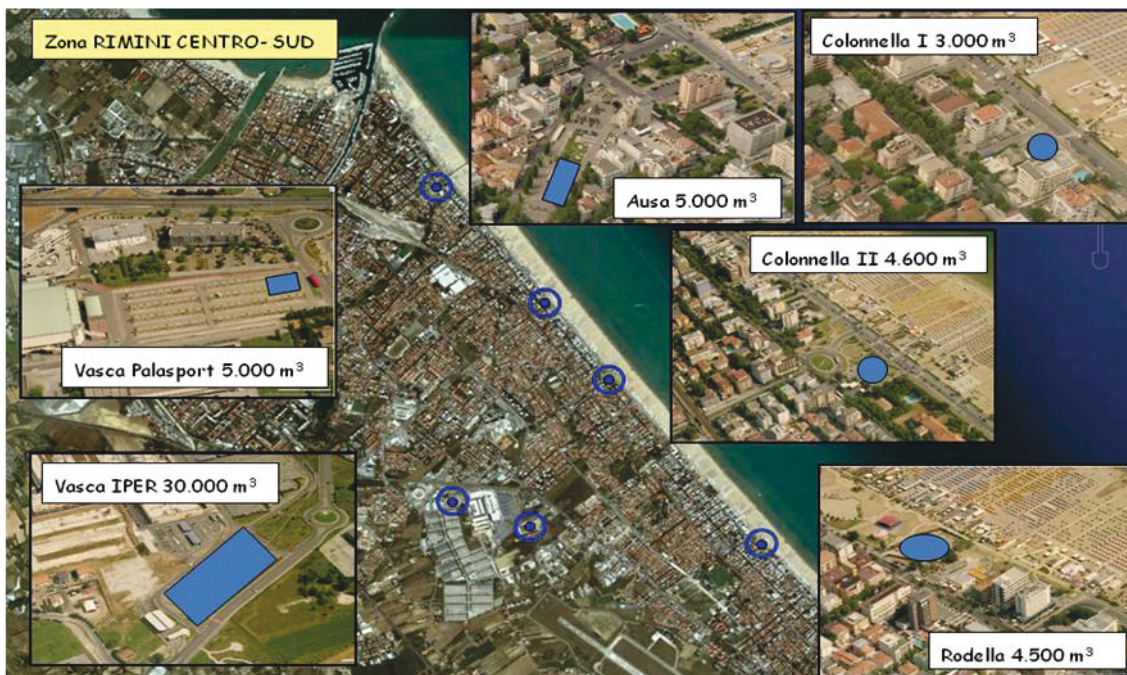 Zona RIMINI CENTRO- SUD
Ausa 5.000 m³
Colonnella I 3.000 m³
Vasca Palasport 5.000 m³
Colonnella II 4.600 m³
Vasca IPER 30.000 m³
Rodella 4.500 m³